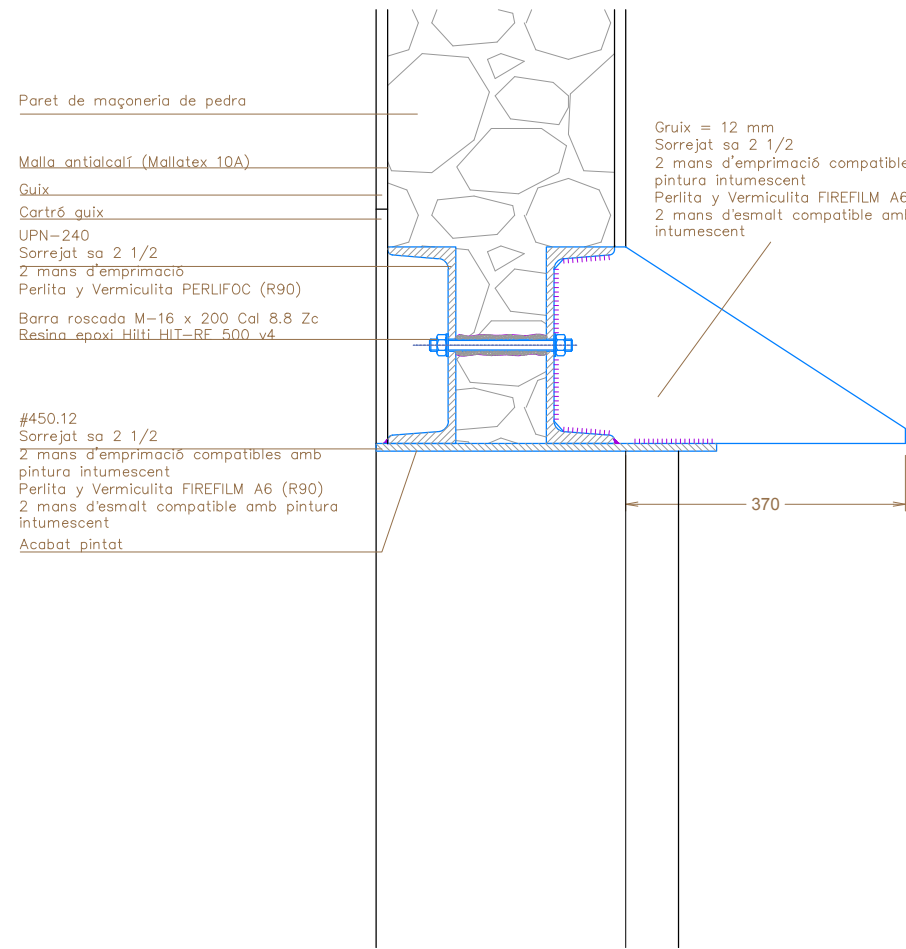 Paret de maçoneria de pedra
Malla antialcalí (Mallatex 10A)
Guix
Cartró guix
UPN-240
Sorrejat sa 2 1/2
2 mans d'emprimació
Perlita y Vermiculita PERLIFOC (R90)
Barra roscada M-16 x 200 Cal 8.8 Zc
Resina epoxi Hilti HIT-RE 500 v4
#450.12
Sorrejat sa 2 1/2
2 mans d'emprimació compatibles amb
pintura intumescent
Perlita y Vermiculita FIREFILM A6 (R90)
2 mans d'esmalt compatible amb pintura
intumescent
Acabat pintat
Gruix = 12 mm
Sorrejat sa 2 1/2
2 mans d'emprimació compatible
pintura intumescent
Perlita y Vermiculita FIREFILM A6
2 mans d'esmalt compatible
intumescent
370